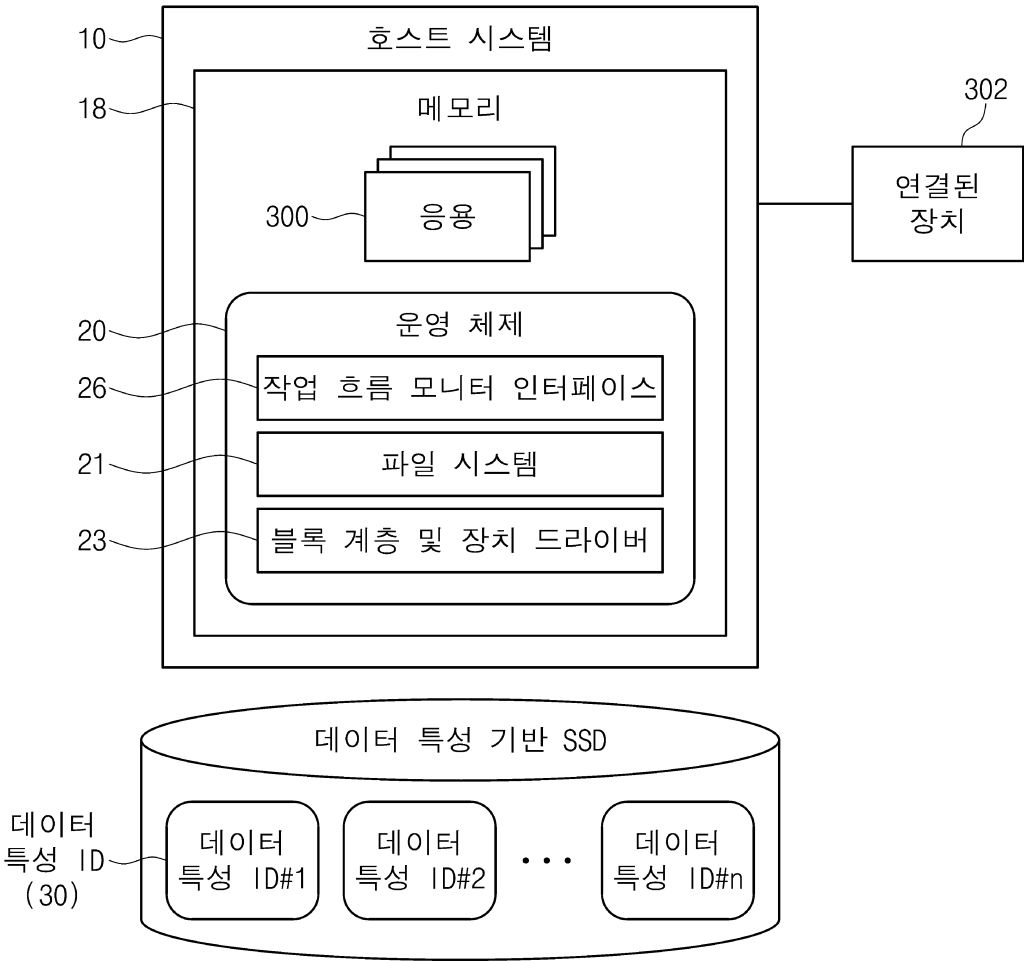 10
호스트 시스템
18
메모리
302
연결된
장치
300
응용
20
운영 체제
26
작업 흐름 모니터 인터페이스
21
파일 시스템
23
블록 계층 및 장치 드라이버
데이터 특성 기반 SSD
데이터
특성 ID
(30)
데이터
특성 ID#1
데이터
특성 ID#2
...
데이터
특성 ID#n